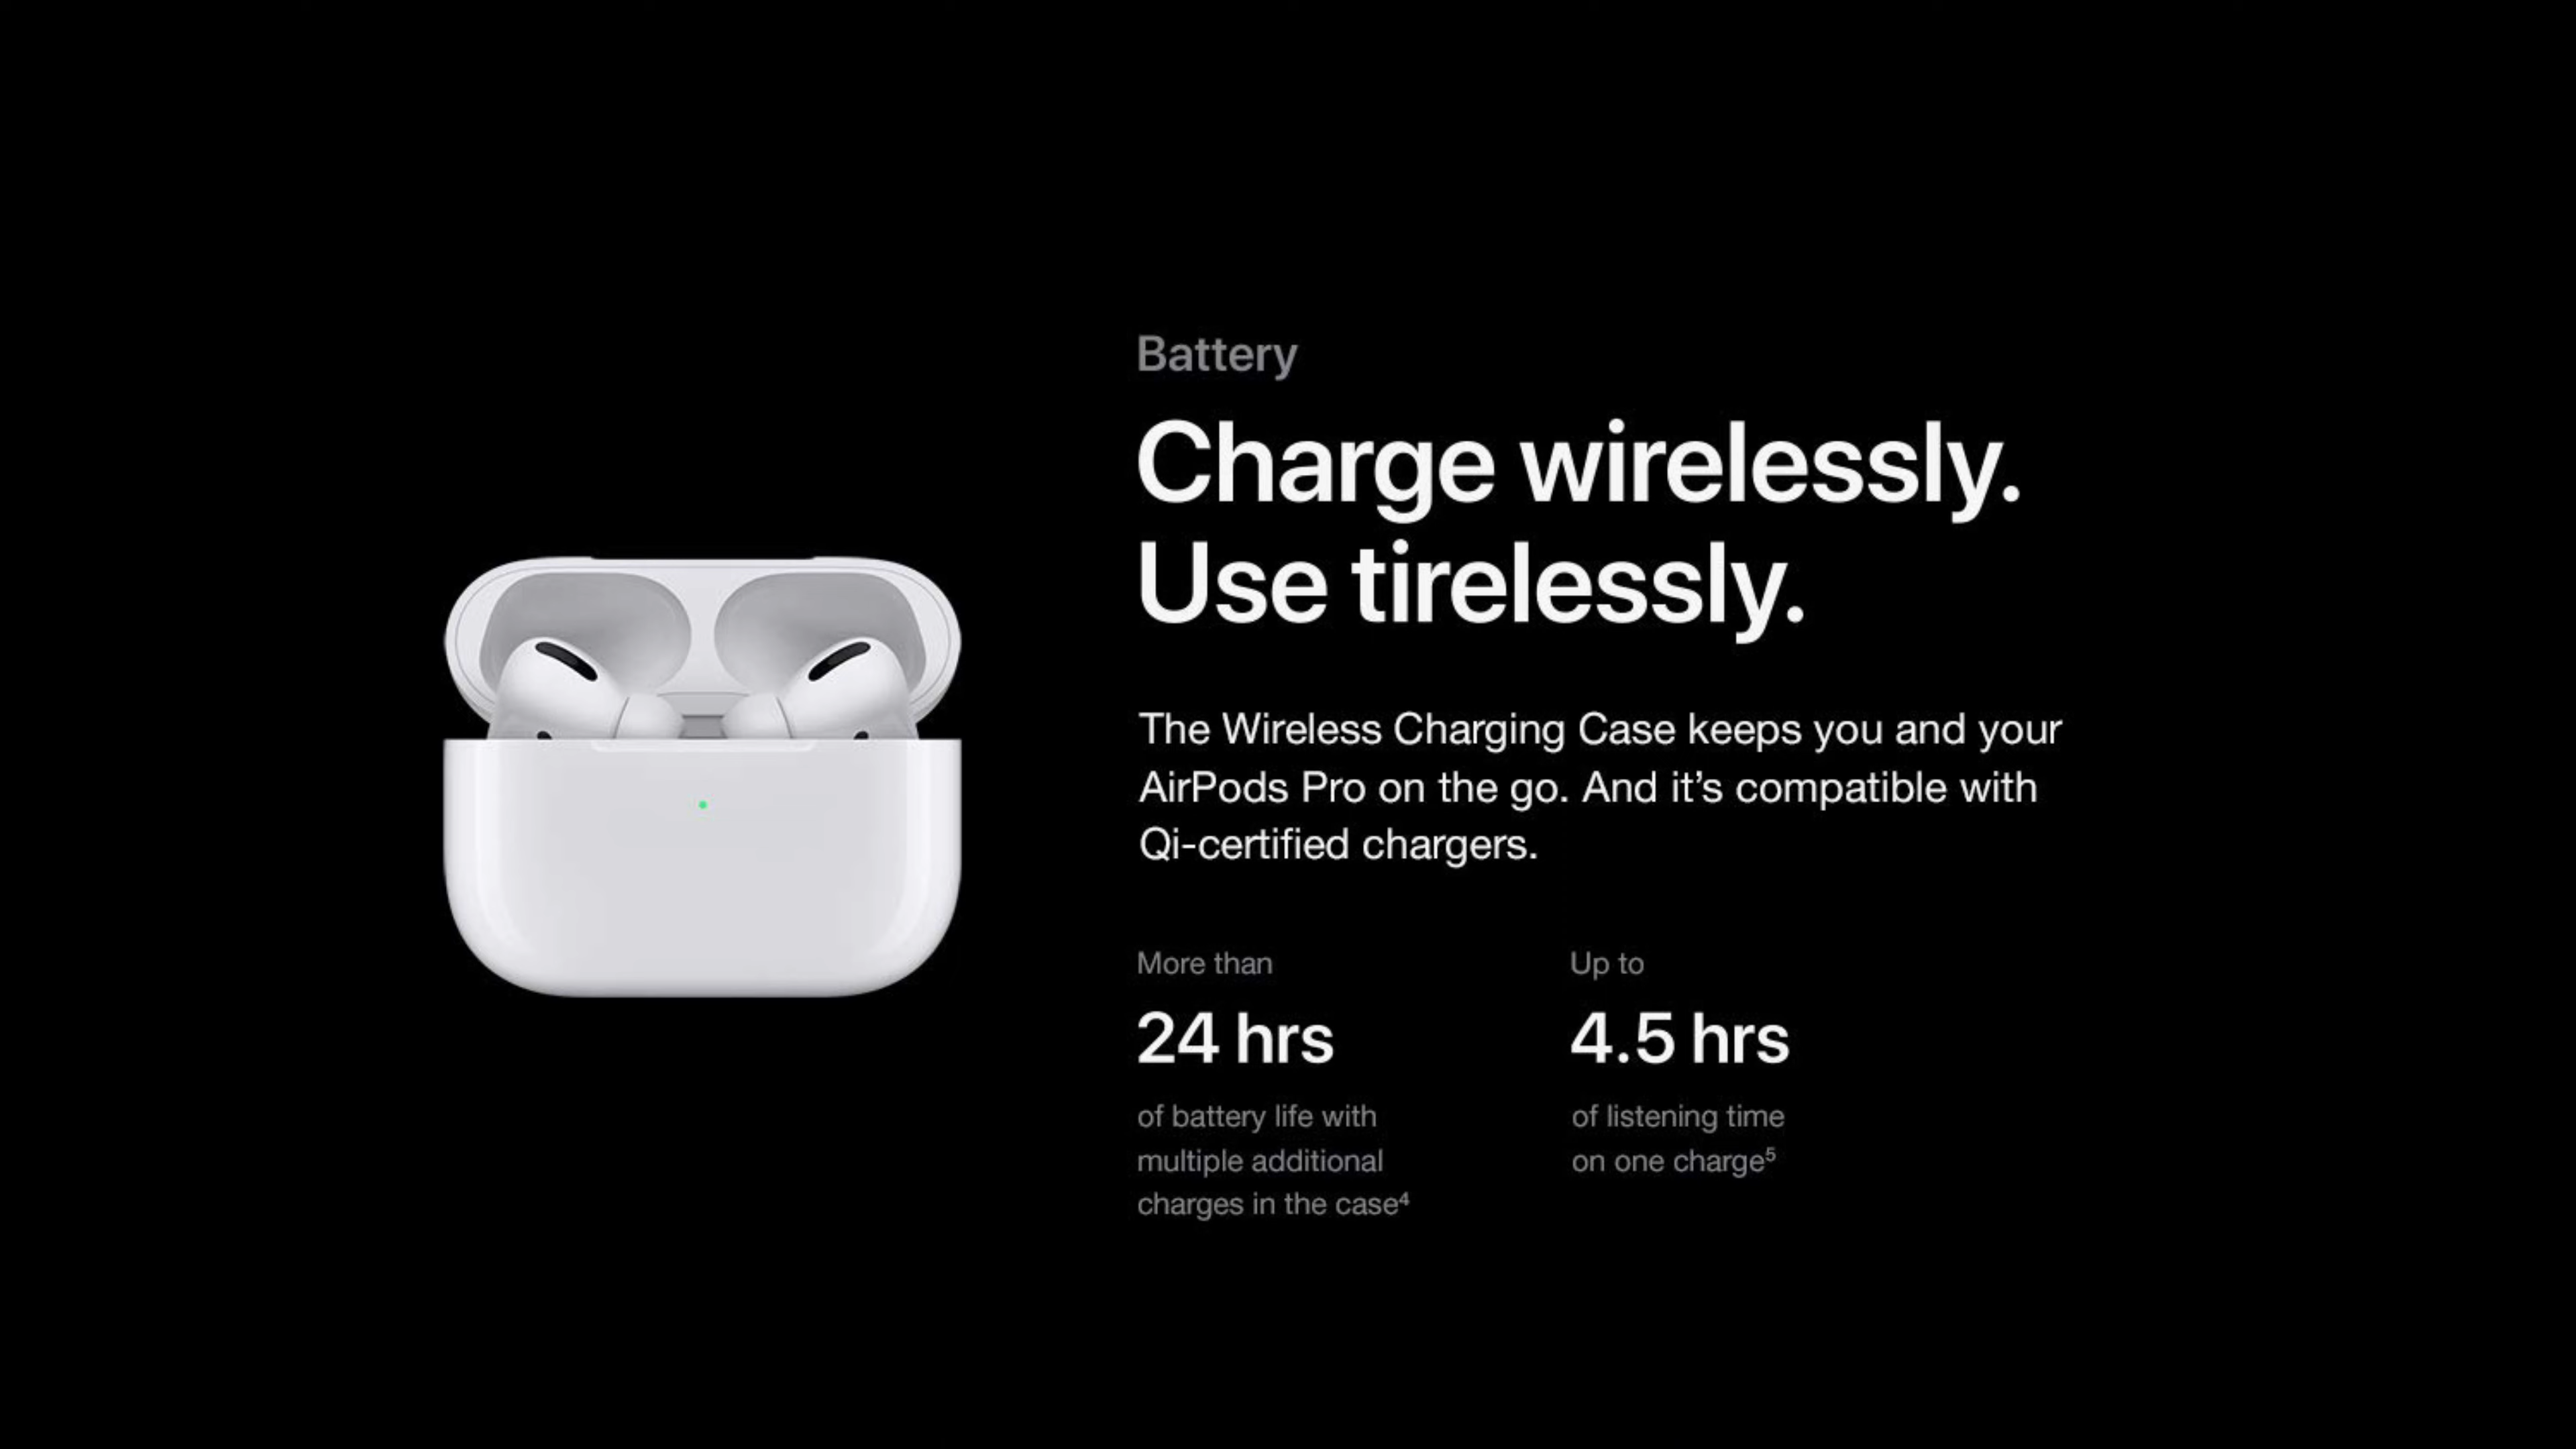 Battery
Charge wirelessly.
Use tirelessly.
The Wireless Charging Case keeps you and your
AirPods Pro on the go. And it’s compatible with
Qi-certified chargers.
More than
24 hrs
of battery life with
multiple additional
charges in the case⁴
Up to
4.5 hrs
of listening time
on one charge⁵